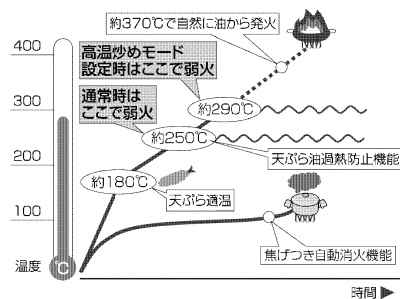 約370℃で自然に油から発火
400
高温炒めモード
設定時はここで弱火
300
約290℃
通常時は
ここで弱火
約250℃
200
天ぷら油過熱防止機能
約180℃
天ぷら適温
100
焦げつき自動消火機能
温度
℃
時間